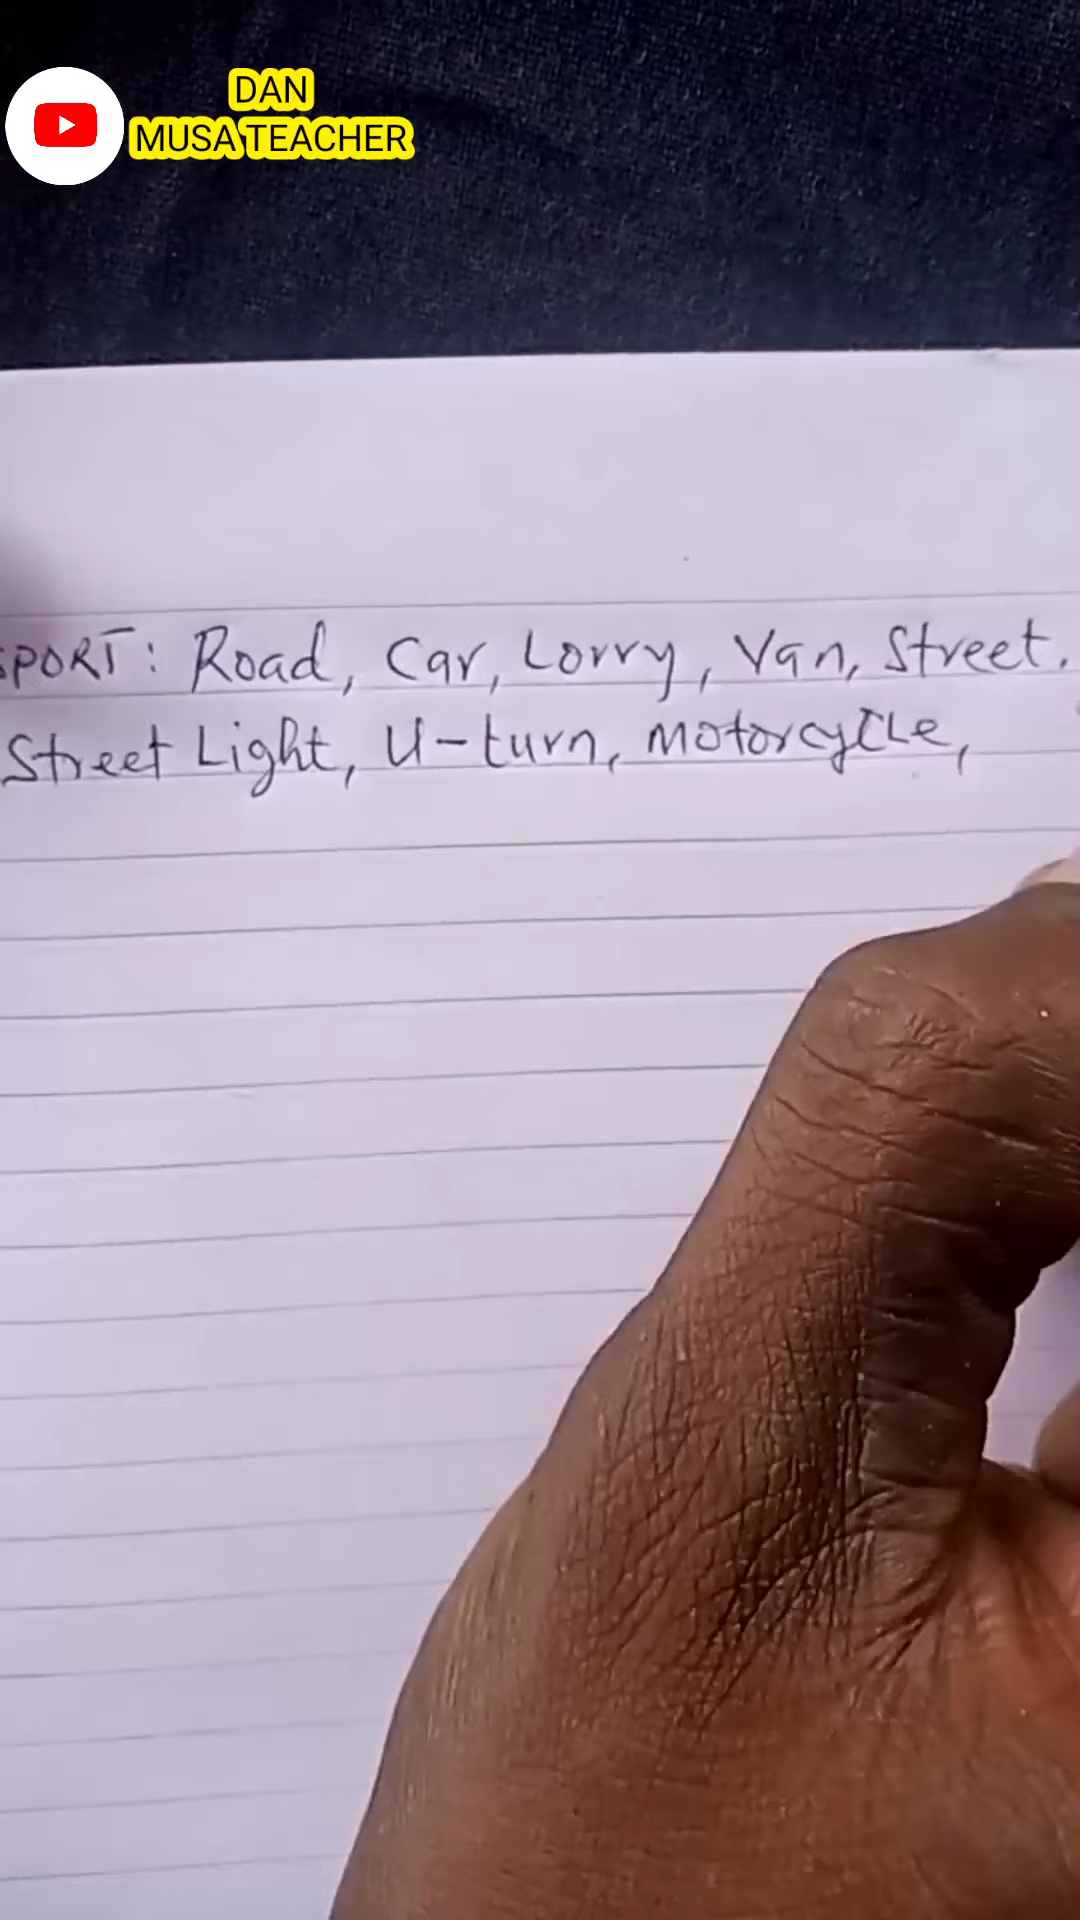 DAN
MUSA TEACHER
SPORT: Road, Car, Lorry, Van, Street.
Street Light, U-turn, motorcycle,